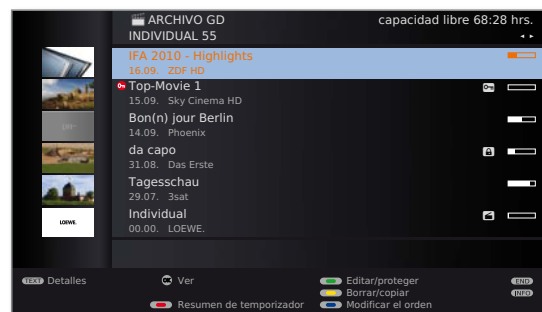 ARCHIVO GD capacidad libre 68:28 hrs.
INDIVIDUAL 55
IFA 2010 - Highlights
16.09. ZDF HD
Top-Movie 1
15.09. Sky Cinema HD
Bon(n) jour Berlin
14.09. Phoenix
da capo
31.08. Das Erste
Tagesschau
29.07. 3sat
Individual
00.00. LOEWE.
LOEWE.
TEXT Detalles OK Ver Editar/proteger END
Borrar/copiar INFO
Resumen de temporizador Modificar el orden